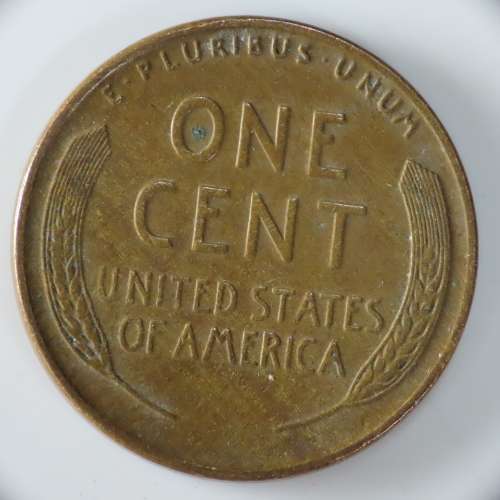 E·PLURIBUS·UNUM
ONE
CENT
UNITED STATES
OF AMERICA